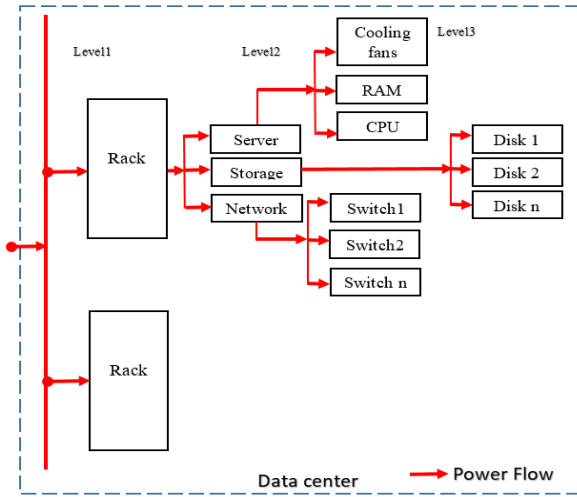 Level1
Level2
Cooling
fans
Level3
RAM
CPU
Rack
Server
Storage
Network
Disk 1
Disk 2
Disk n
Switch1
Switch2
Switch n
Rack
Data center
Power Flow